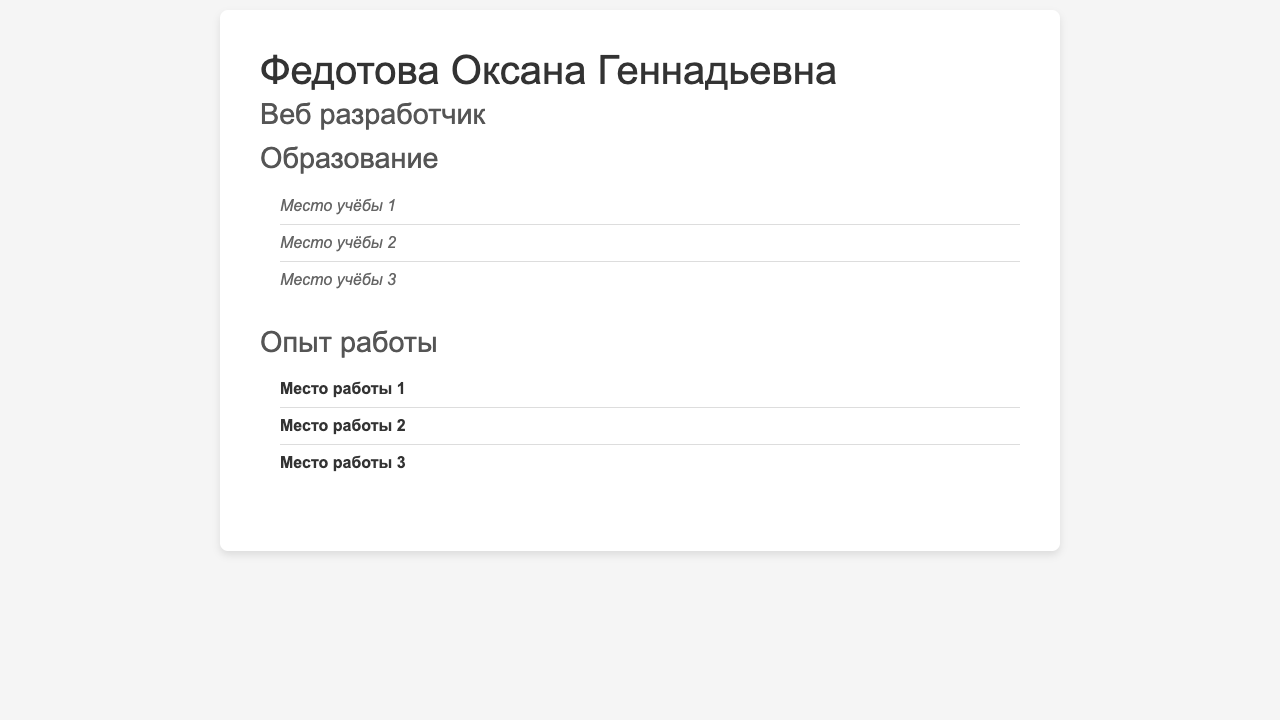 Федотова Оксана Геннадьевна
Веб разработчик
Образование
Место учёбы 1
Место учёбы 2
Место учёбы 3
Опыт работы
Место работы 1
Место работы 2
Место работы 3